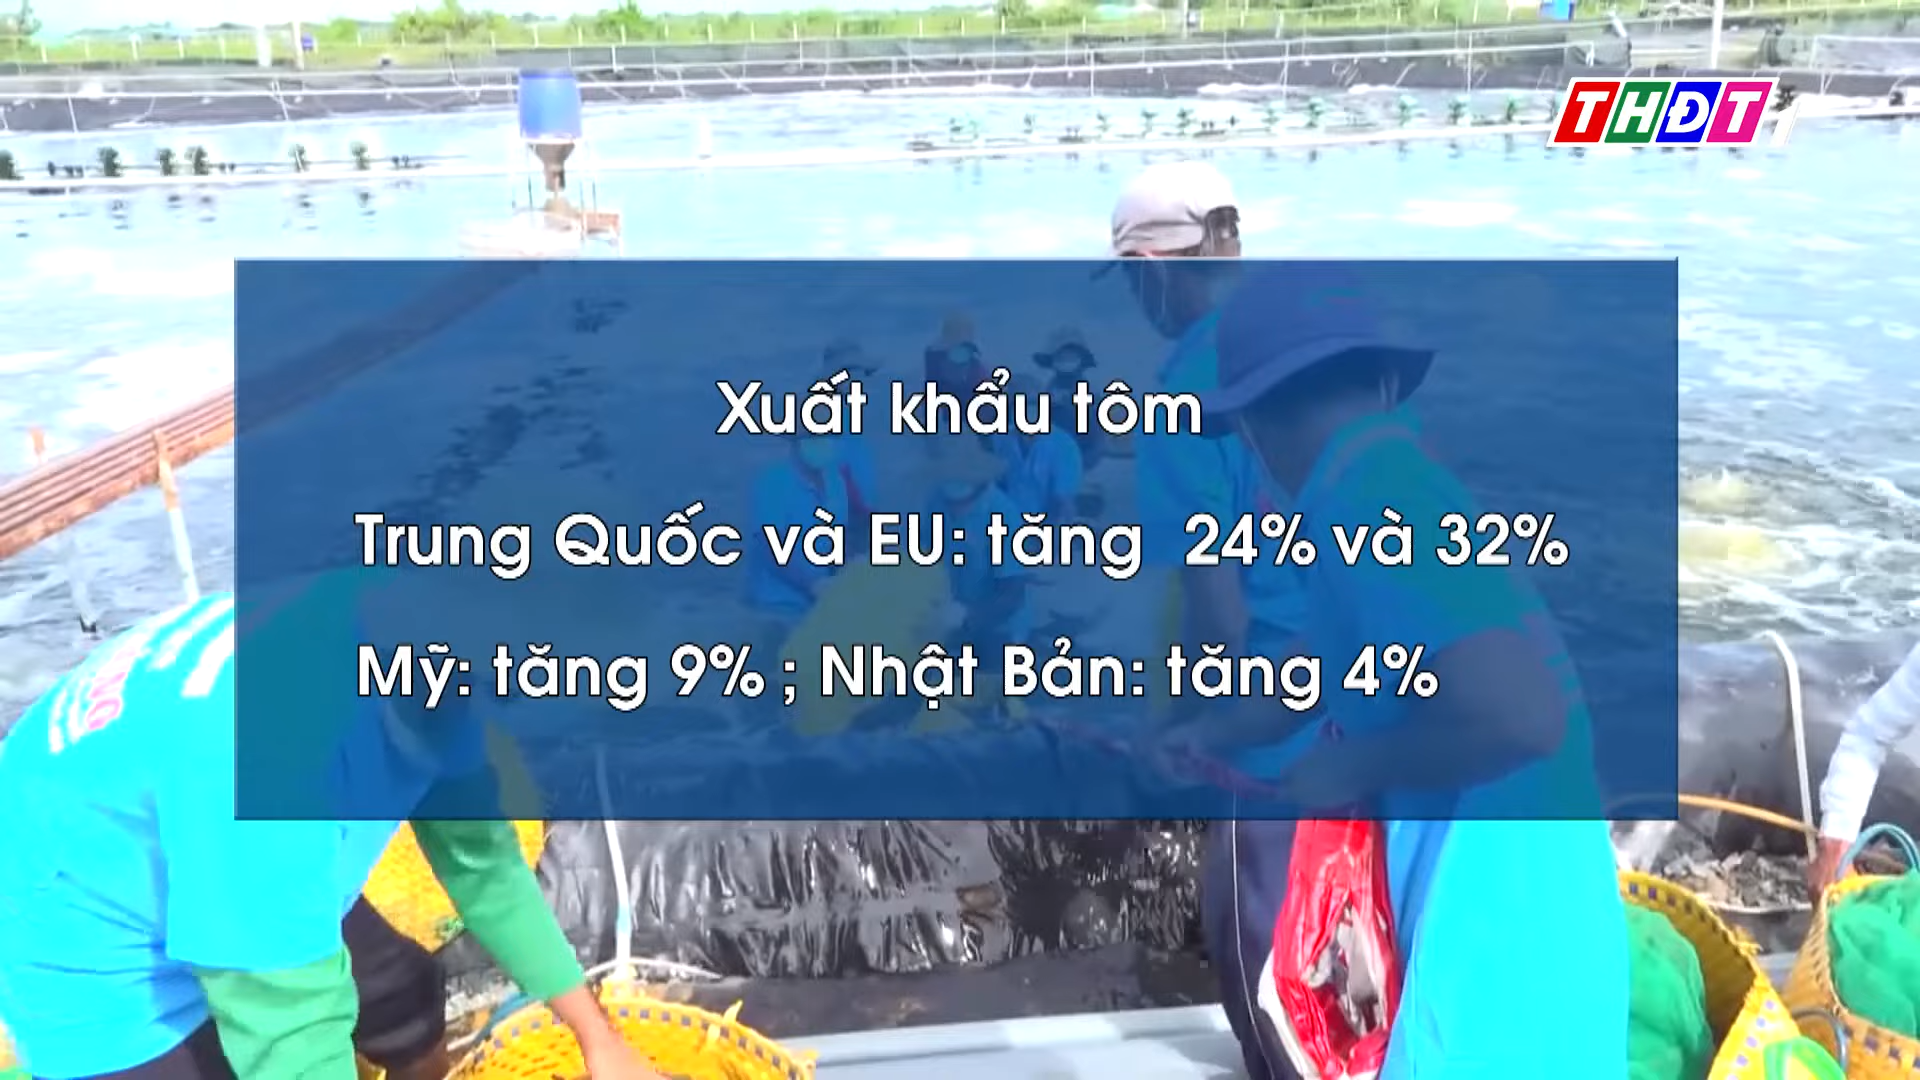 THĐT1
Xuất khẩu tôm
Trung Quốc và EU: tăng 24% và 32%
Mỹ: tăng 9% ; Nhật Bản: tăng 4%